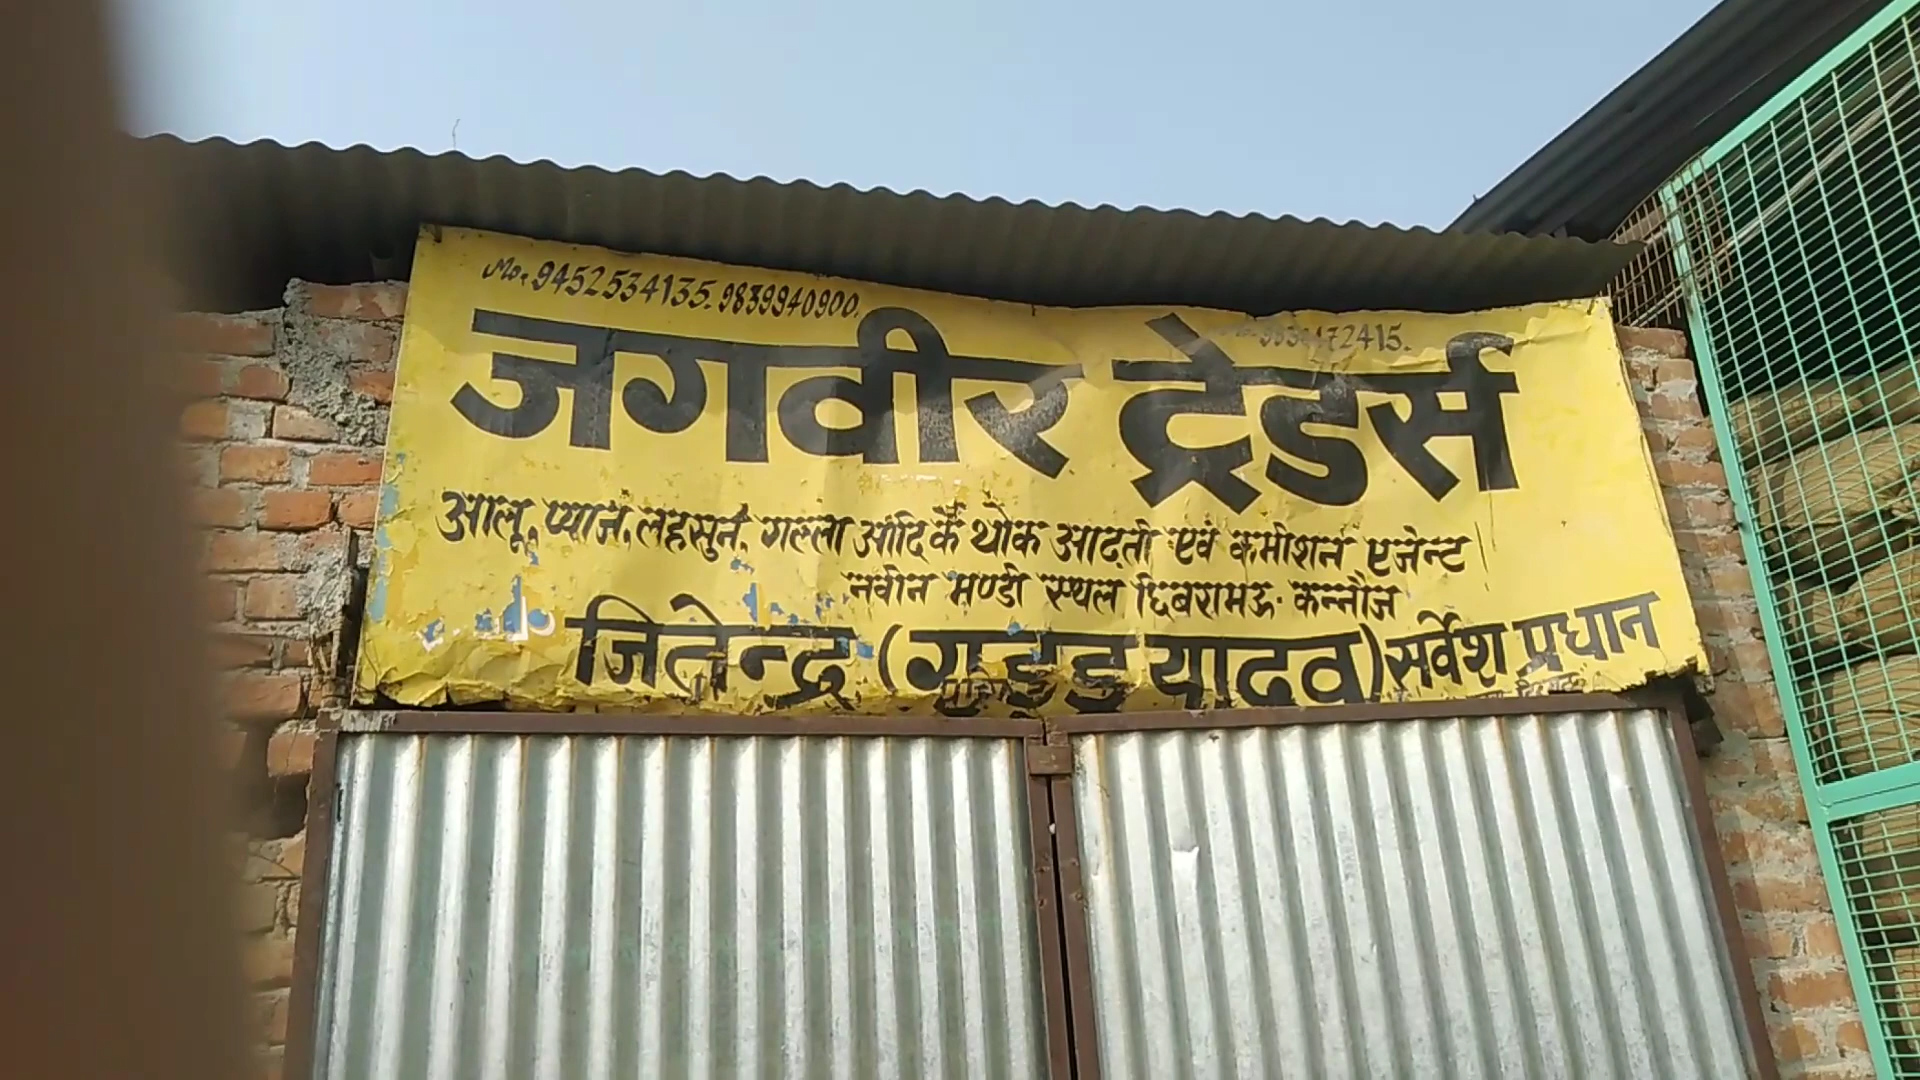 Mo. 9452534135. 9839940900.
जगवीर ट्रेडर्स
आलू, प्याज, लहसुन, गल्ला आदि के थोक आढ़ती एवं कमीशन एजेन्ट
नवीन मण्डी स्थल छिबरामऊ- कन्नौज
जितेन्द्र (गुड्डू यादव) सर्वेश प्रधान